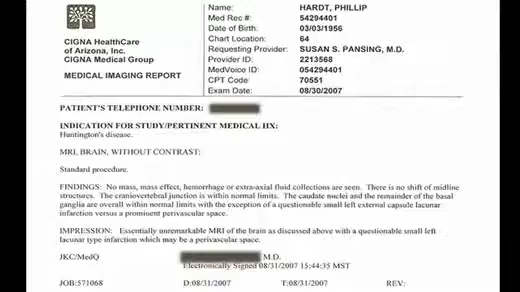 CIGNA HealthCare
of Arizona, Inc.
CIGNA Medical Group
MEDICAL IMAGING REPORT
Name: HARDT, PHILLIP
Med Rec #: 54294401
Date of Birth: 03/03/1956
Chart Location: 64
Requesting Provider: SUSAN S. PANSING, M.D.
Provider ID: 2213568
MedVoice ID: 054294401
CPT Code: 70551
Exam Date: 08/30/2007
PATIENT'S TELEPHONE NUMBER:
INDICATION FOR STUDY/PERTINENT MEDICAL HX:
Huntington's disease.
MRI, BRAIN, WITHOUT CONTRAST:
Standard procedure.
FINDINGS: No mass, mass effect, hemorrhage or extra-axial fluid collections are seen. There is no shift of midline
structures. The craniovertebral junction is within normal limits. The caudate nuclei and the remainder of the basal
ganglia are overall within normal limits with the exception of a questionable small left external capsule lacunar
infarction versus a prominent perivascular space.
IMPRESSION: Essentially unremarkable MRI of the brain as discussed above with a questionable small left
lacunar type infarction which may be a perivascular space.
JKC/MedQ , M.D.
Electronically Signed 08/31/2007 15:44:35 MST
JOB:571068 D:08/31/2007 T:08/31/2007 REV: